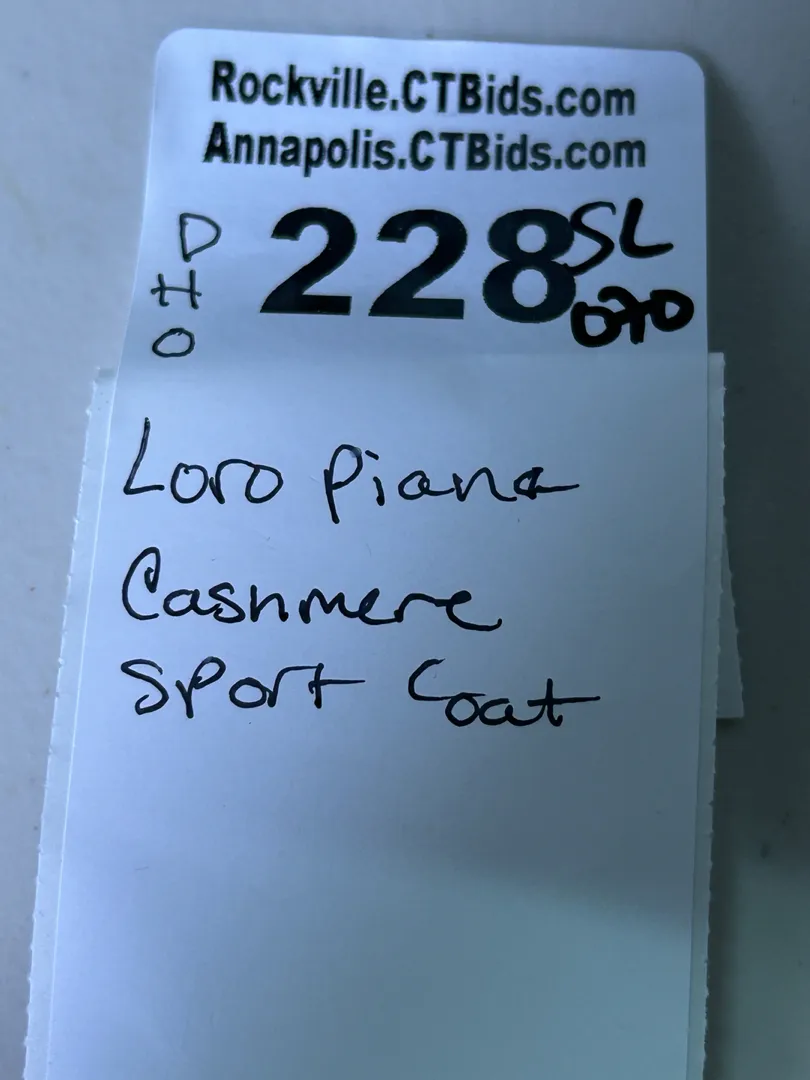 Rockville.CTBids.com
Annapolis.CTBids.com
DHO
228
SL
070
Loro Piana
Cashmere
Sport Coat